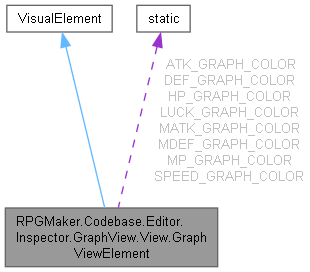 VisualElement
static
ATK_GRAPH_COLOR
DEF_GRAPH_COLOR
HP_GRAPH_COLOR
LUCK_GRAPH_COLOR
MATK_GRAPH_COLOR
MDEF_GRAPH_COLOR
MP_GRAPH_COLOR
SPEED_GRAPH_COLOR
RPGMaker.Codebase.Editor.
Inspector.GraphView.View.Graph
ViewElement